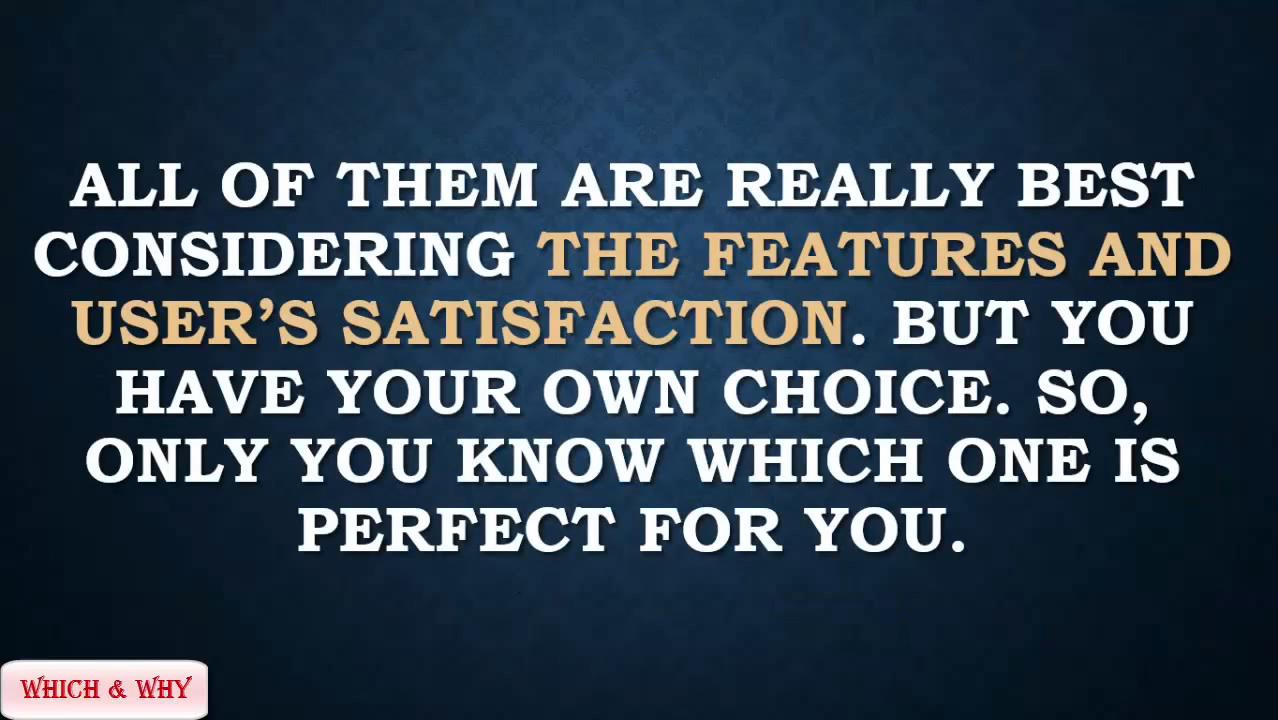 ALL OF THEM ARE REALLY BEST
CONSIDERING THE FEATURES AND
USER’S SATISFACTION. BUT YOU
HAVE YOUR OWN CHOICE. SO,
ONLY YOU KNOW WHICH ONE IS
PERFECT FOR YOU.
WHICH & WHY